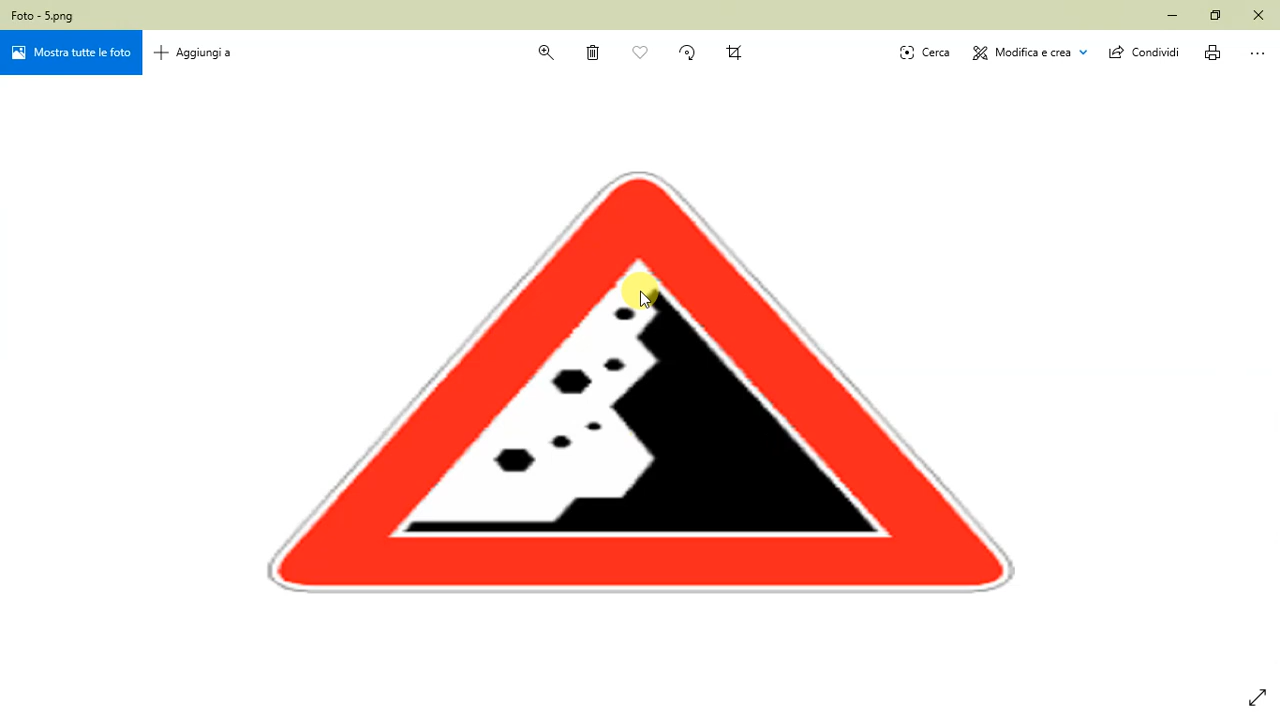 Foto - 5.png
Mostra tutte le foto
Aggiungi a
Cerca
Modifica e crea
Condividi